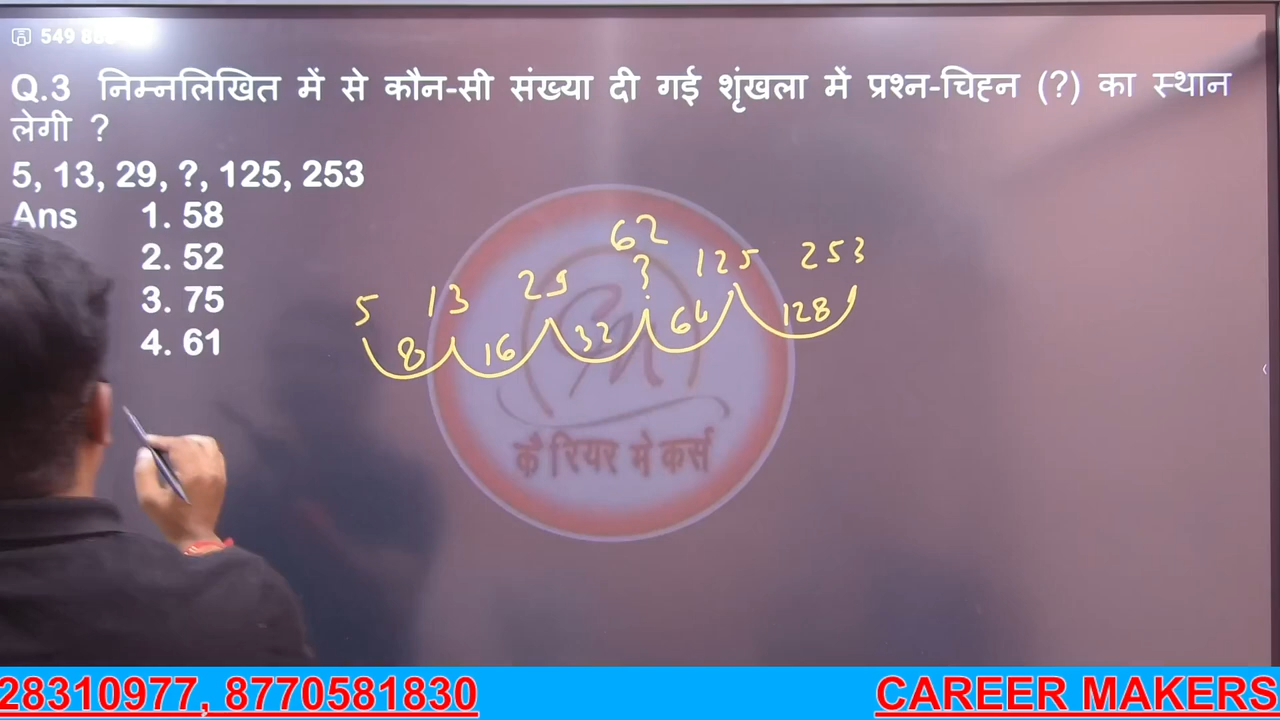 549 8
Q.3 निम्नलिखित में से कौन-सी संख्या दी गई शृंखला में प्रश्न-चिह्न (?) का स्थान
लेगी ?
5, 13, 29, ?, 125, 253
Ans 1. 58
2. 52
3. 75
4. 61
62
5 13 29 ? 125 253
8 16 32 64 128
कैरियर मेकर्स
28310977, 8770581830
CAREER MAKERS